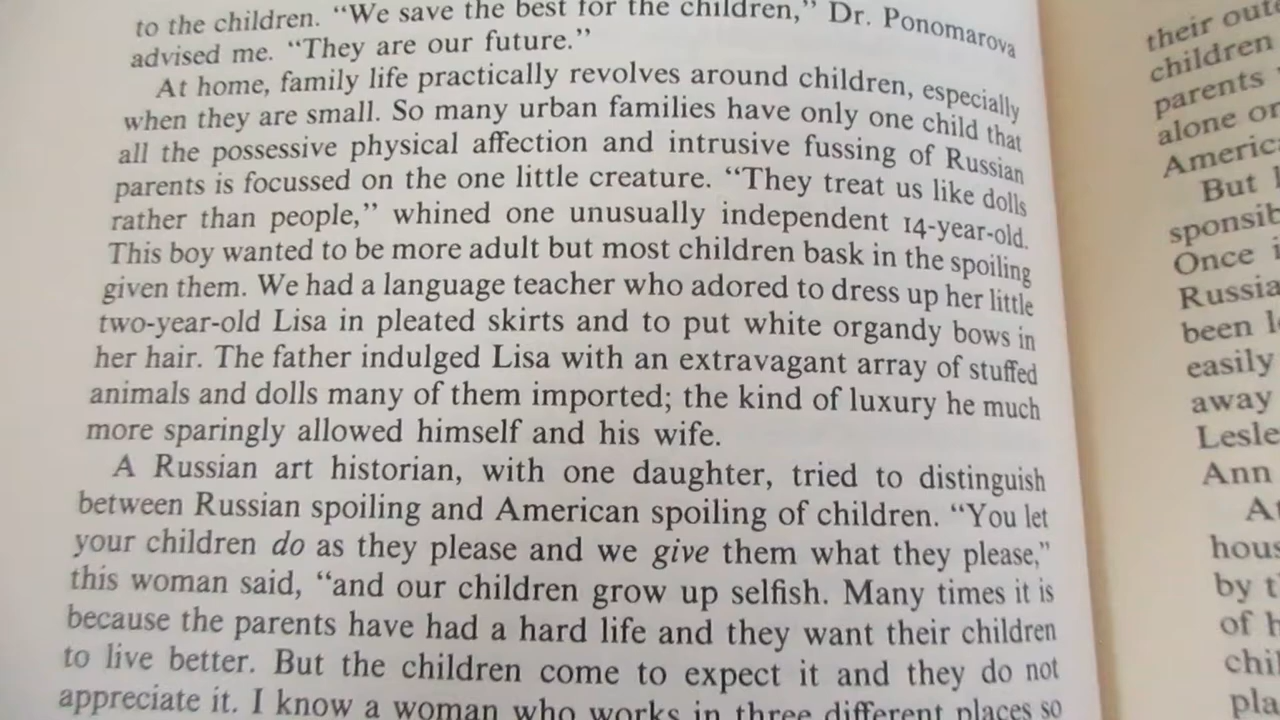 to the children. “We save the best for the children,” Dr. Ponomarova
advised me. “They are our future.”
At home, family life practically revolves around children, especially
when they are small. So many urban families have only one child that
all the possessive physical affection and intrusive fussing of Russian
parents is focussed on the one little creature. “They treat us like dolls
rather than people,” whined one unusually independent 14-year-old.
This boy wanted to be more adult but most children bask in the spoiling
given them. We had a language teacher who adored to dress up her little
two-year-old Lisa in pleated skirts and to put white organdy bows in
her hair. The father indulged Lisa with an extravagant array of stuffed
animals and dolls many of them imported; the kind of luxury he much
more sparingly allowed himself and his wife.
A Russian art historian, with one daughter, tried to distinguish
between Russian spoiling and American spoiling of children. “You let
your children do as they please and we give them what they please,”
this woman said, “and our children grow up selfish. Many times it is
because the parents have had a hard life and they want their children
to live better. But the children come to expect it and they do not
appreciate it. I know a woman who works in three different places so
their
children
parents
alone or
But
Once
been
easily
away
Ann
by
of